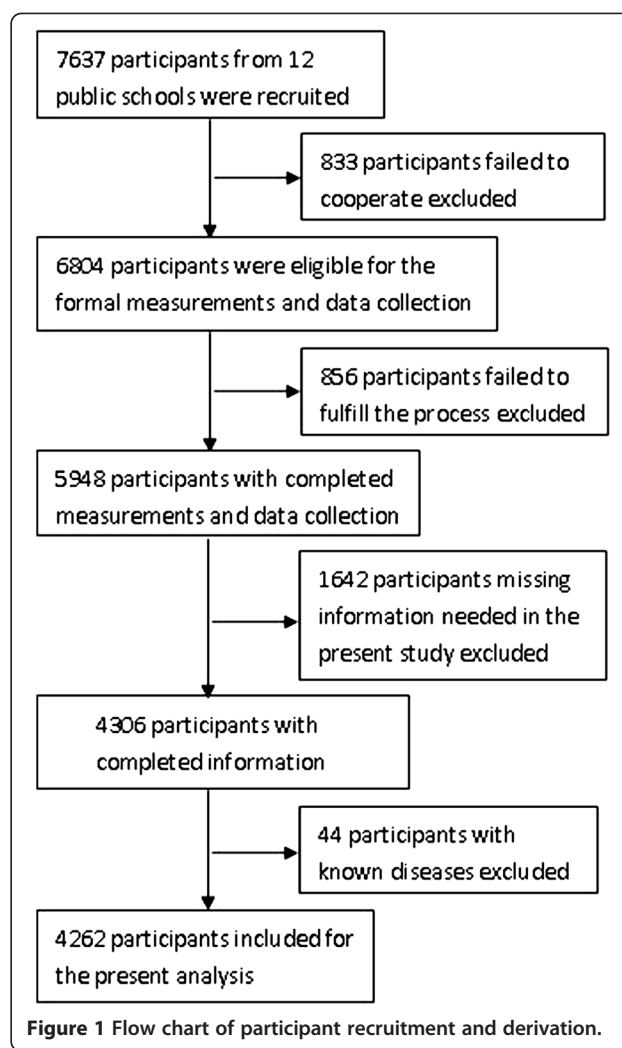 7637 participants from 12
public schools were recruited
833 participants failed to
cooperate excluded
6804 participants were eligible for the
formal measurements and data collection
856 participants failed to
fulfill the process excluded
5948 participants with completed
measurements and data collection
1642 participants missing
information needed in the
present study excluded
4306 participants with
completed information
44 participants with
known diseases excluded
4262 participants included for
the present analysis
Figure 1 Flow chart of participant recruitment and derivation.